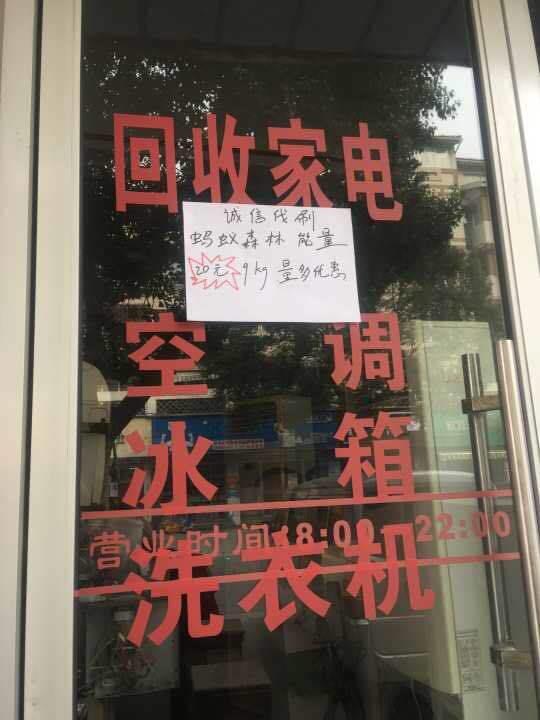 回收家电
诚信代刷
蚂蚁森林能量
20元 9kg 量多优惠
空调
冰箱
营业时间:8:00-22:00
洗衣机